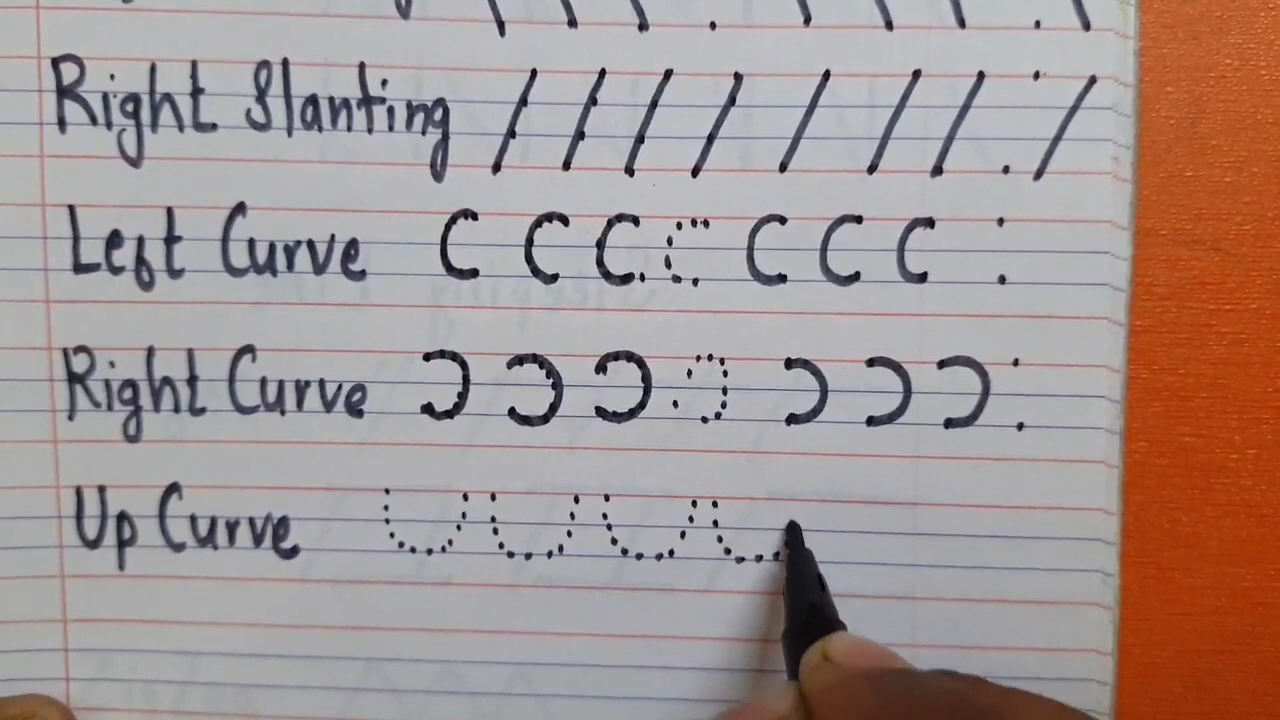 Right Slanting / / / / / / / . /
Left Curve C C C C C C C :
Right Curve Ɔ Ɔ Ɔ Ɔ Ɔ Ɔ Ɔ :
Up Curve U U U U